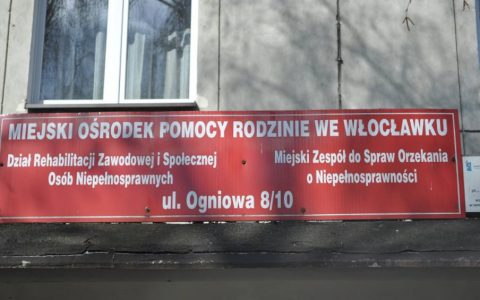 MIEJSKI OŚRODEK POMOCY RODZINIE WE WŁOCŁAWKU
Dział Rehabilitacji Zawodowej i Społecznej
Osób Niepełnosprawnych
Miejski Zespół do Spraw Orzekania
o Niepełnosprawności
ul. Ogniowa 8/10